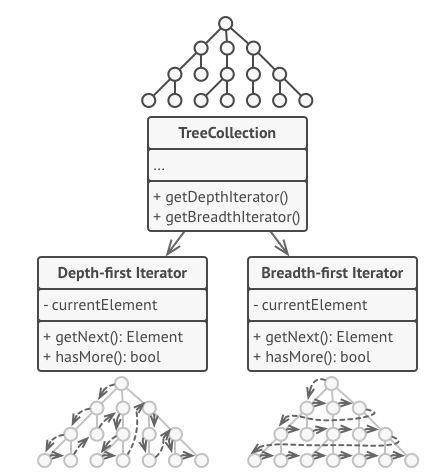 TreeCollection
...
+ getDepthIterator()
+ getBreadthIterator()
Depth-first Iterator
- currentElement
+ getNext(): Element
+ hasMore(): bool
Breadth-first Iterator
- currentElement
+ getNext(): Element
+ hasMore(): bool